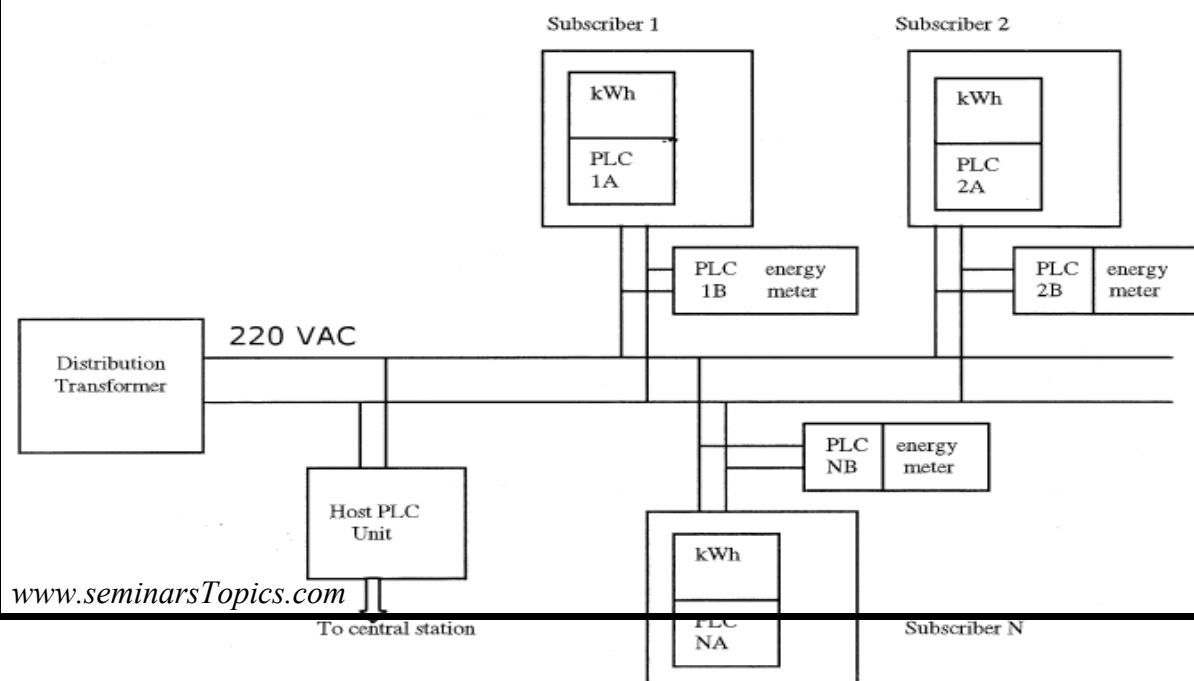 Subscriber 1
Subscriber 2
kWh
PLC
1A
kWh
PLC
2A
PLC energy
1B meter
PLC energy
2B meter
220 VAC
Distribution
Transformer
PLC energy
NB meter
Host PLC
Unit
kWh
PLC
NA
www.seminarsTopics.com
To central station
Subscriber N